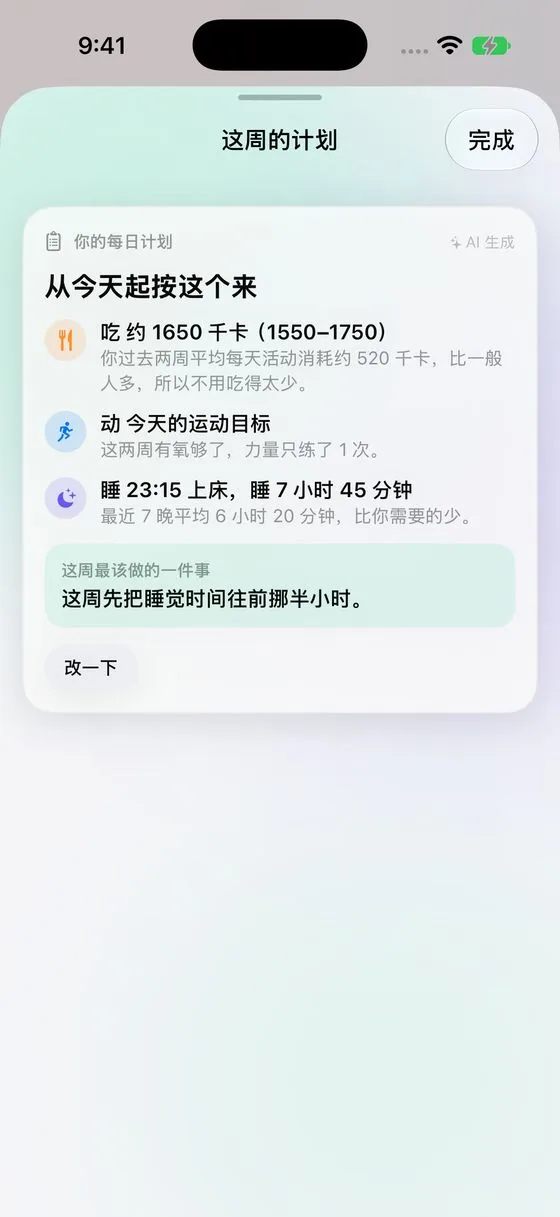 9:41
这周的计划
完成
你的每日计划
AI 生成
从今天起按这个来
吃 约 1650 千卡（1550–1750）
你过去两周平均每天活动消耗约 520 千卡，比一般
人多，所以不用吃得太少。
动 今天的运动目标
这两周有氧够了，力量只练了 1 次。
睡 23:15 上床，睡 7 小时 45 分钟
最近 7 晚平均 6 小时 20 分钟，比你需要的少。
这周最该做的一件事
这周先把睡觉时间往前挪半小时。
改一下